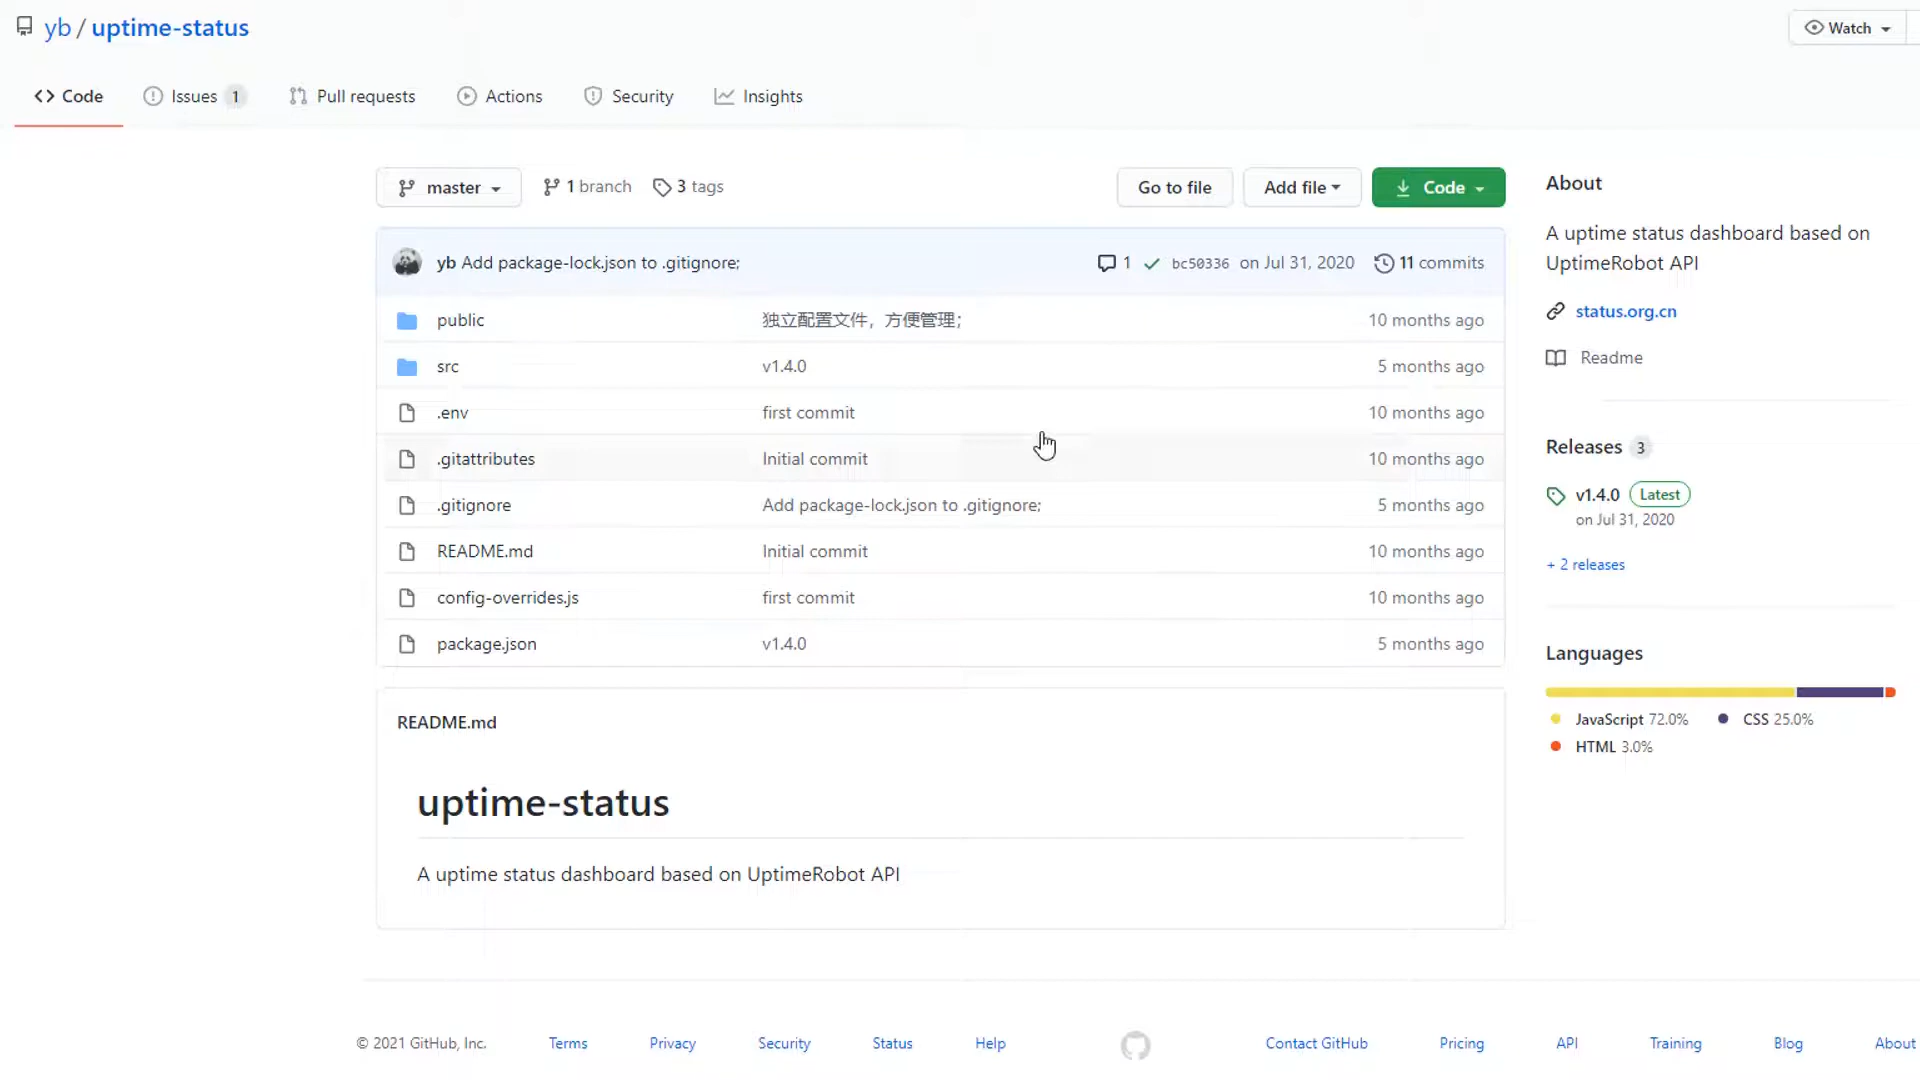 yb / uptime-status
Watch
Code
Issues 1
Pull requests
Actions
Security
Insights
master
1 branch
3 tags
Go to file
Add file
Code
yb Add package-lock.json to .gitignore;
1
bc50336 on Jul 31, 2020
11 commits
public
独立配置文件，方便管理；
10 months ago
src
v1.4.0
5 months ago
.env
first commit
10 months ago
.gitattributes
Initial commit
10 months ago
.gitignore
Add package-lock.json to .gitignore;
5 months ago
README.md
Initial commit
10 months ago
config-overrides.js
first commit
10 months ago
package.json
v1.4.0
5 months ago
README.md
uptime-status
A uptime status dashboard based on UptimeRobot API
About
A uptime status dashboard based on
UptimeRobot API
status.org.cn
Readme
Releases 3
v1.4.0 Latest
on Jul 31, 2020
+ 2 releases
Languages
JavaScript 72.0%
CSS 25.0%
HTML 3.0%
© 2021 GitHub, Inc.
Terms
Privacy
Security
Status
Help
Contact GitHub
Pricing
API
Training
Blog
About